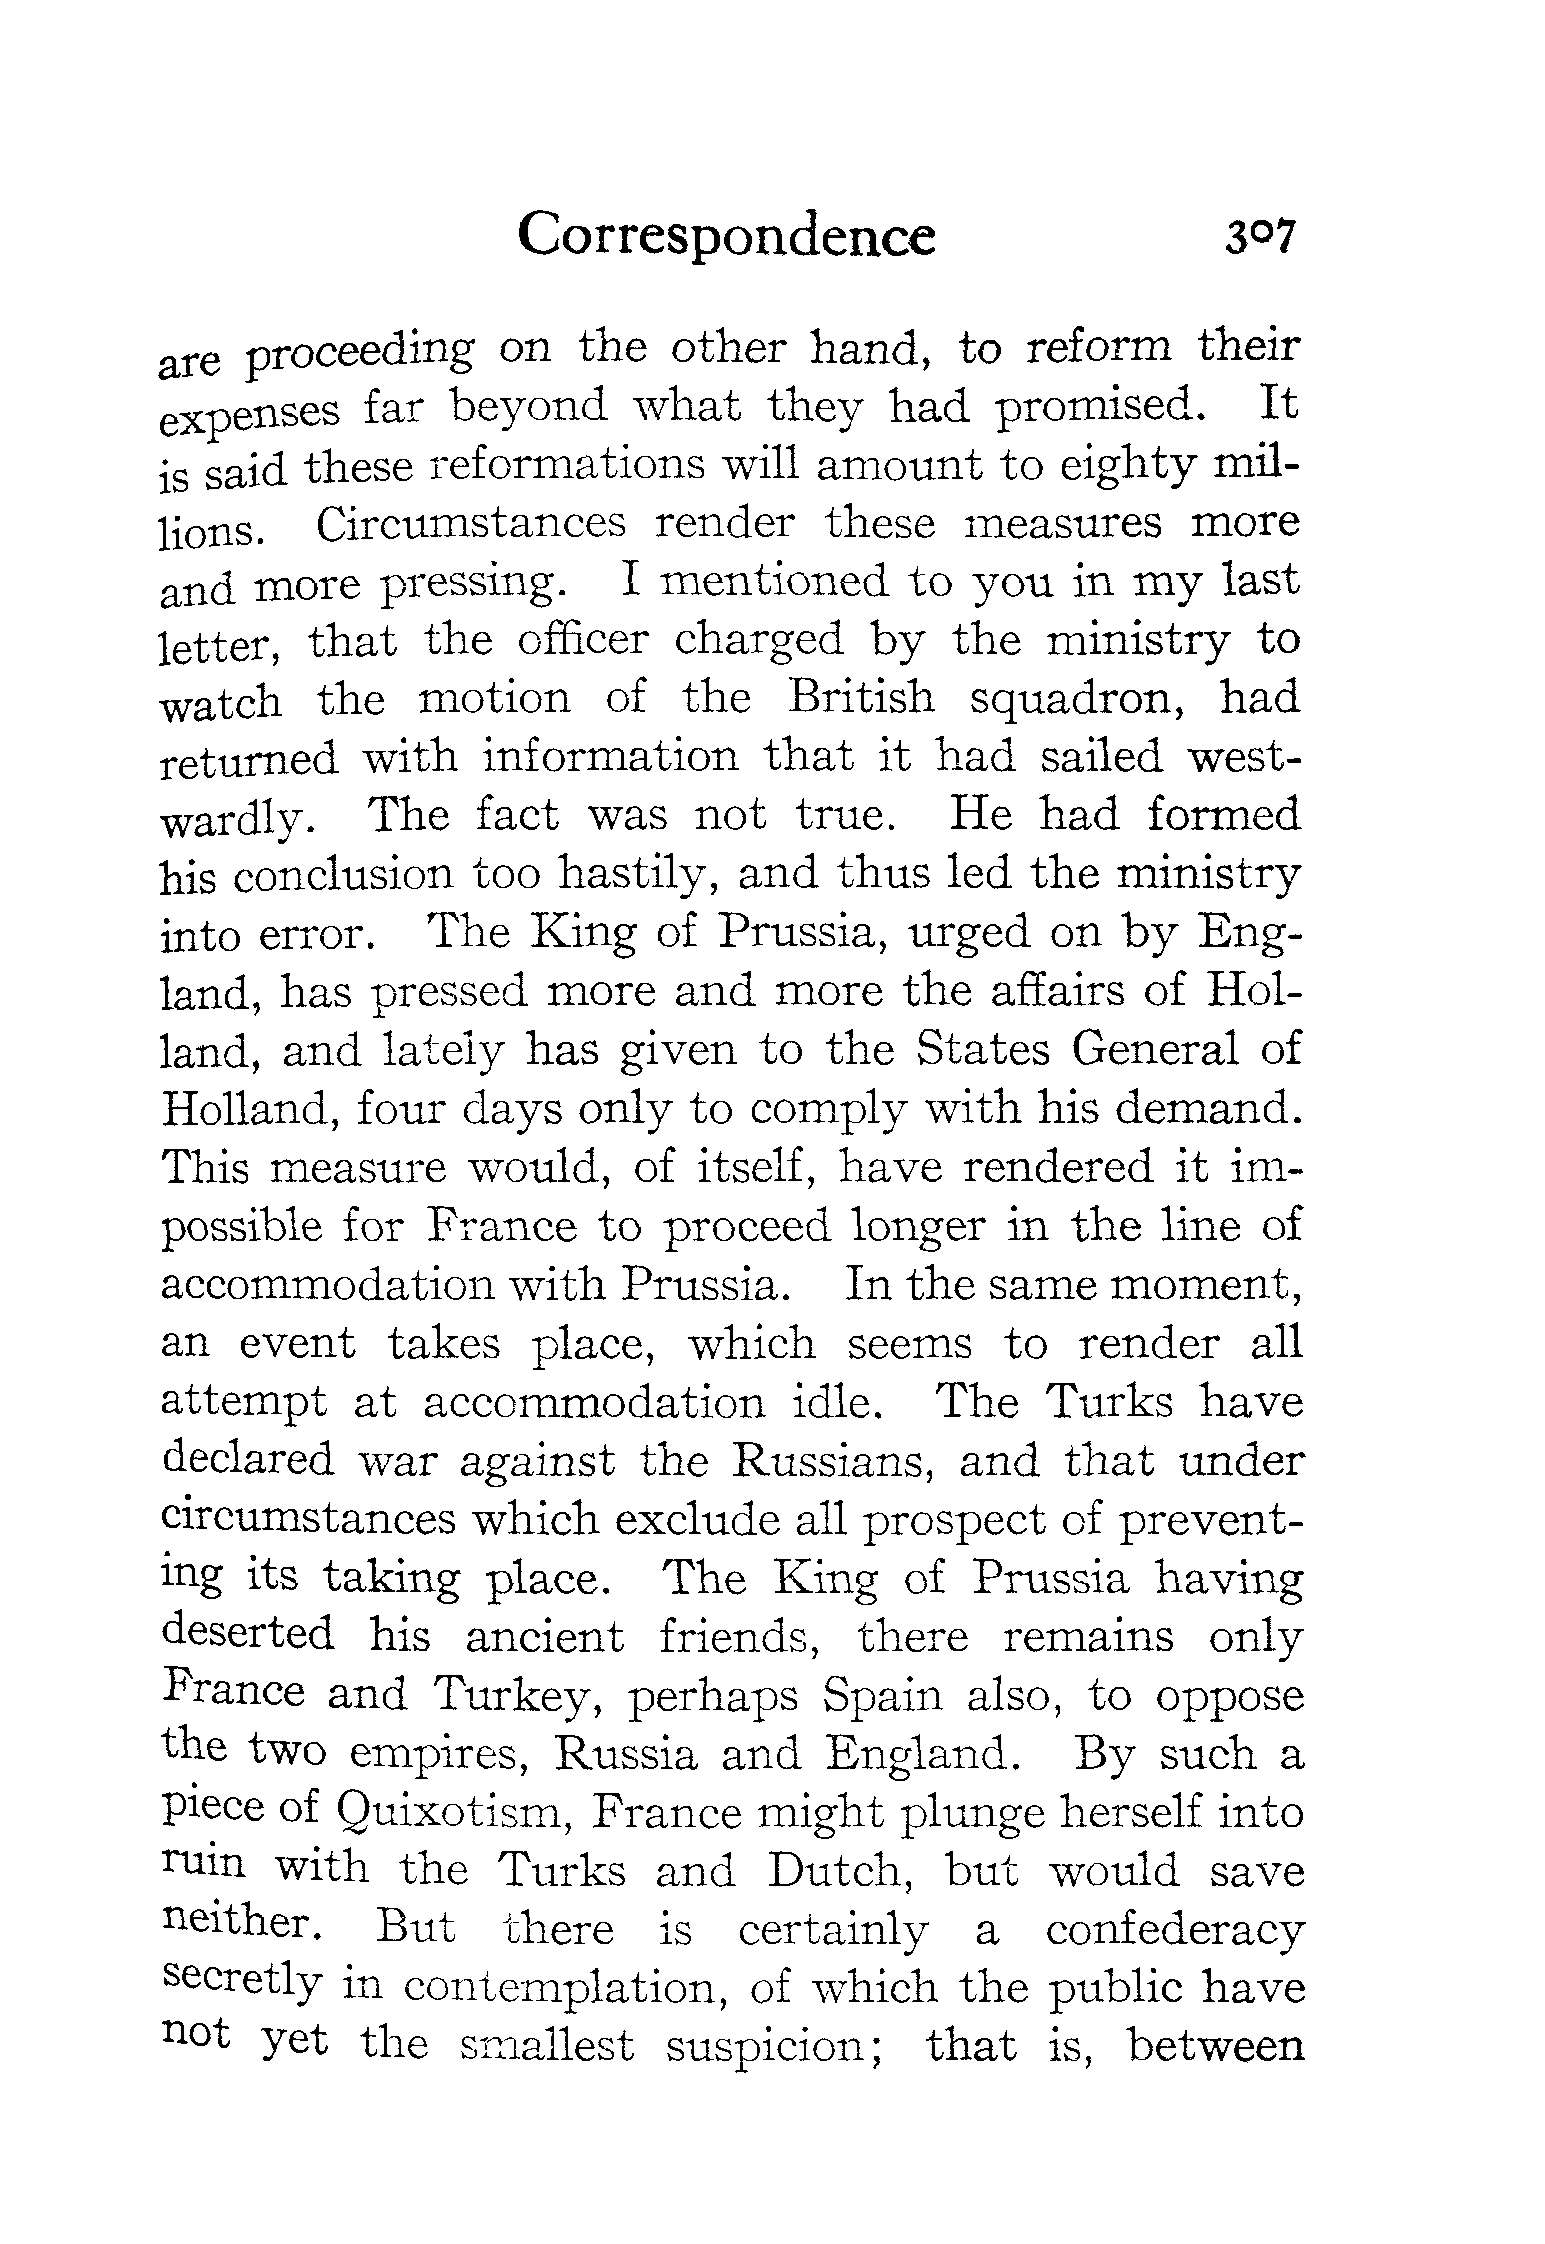 Correspondence 307
are proceeding on the other hand, to reform their
expenses far beyond what they had promised. It
is said these reformations will amount to eighty mil-
lions. Circumstances render these measures more
and more pressing. I mentioned to you in my last
letter, that the officer charged by the ministry to
watch the motion of the British squadron, had
returned with information that it had sailed west-
wardly. The fact was not true. He had formed
his conclusion too hastily, and thus led the ministry
into error. The King of Prussia, urged on by Eng-
land, has pressed more and more the affairs of Hol-
land, and lately has given to the States General of
Holland, four days only to comply with his demand.
This measure would, of itself, have rendered it im-
possible for France to proceed longer in the line of
accommodation with Prussia. In the same moment,
an event takes place, which seems to render all
attempt at accommodation idle. The Turks have
declared war against the Russians, and that under
circumstances which exclude all prospect of prevent-
ing its taking place. The King of Prussia having
deserted his ancient friends, there remains only
France and Turkey, perhaps Spain also, to oppose
the two empires, Russia and England. By such a
piece of Quixotism, France might plunge herself into
ruin with the Turks and Dutch, but would save
neither. But there is certainly a confederacy
secretly in contemplation, of which the public have
not yet the smallest suspicion; that is, between